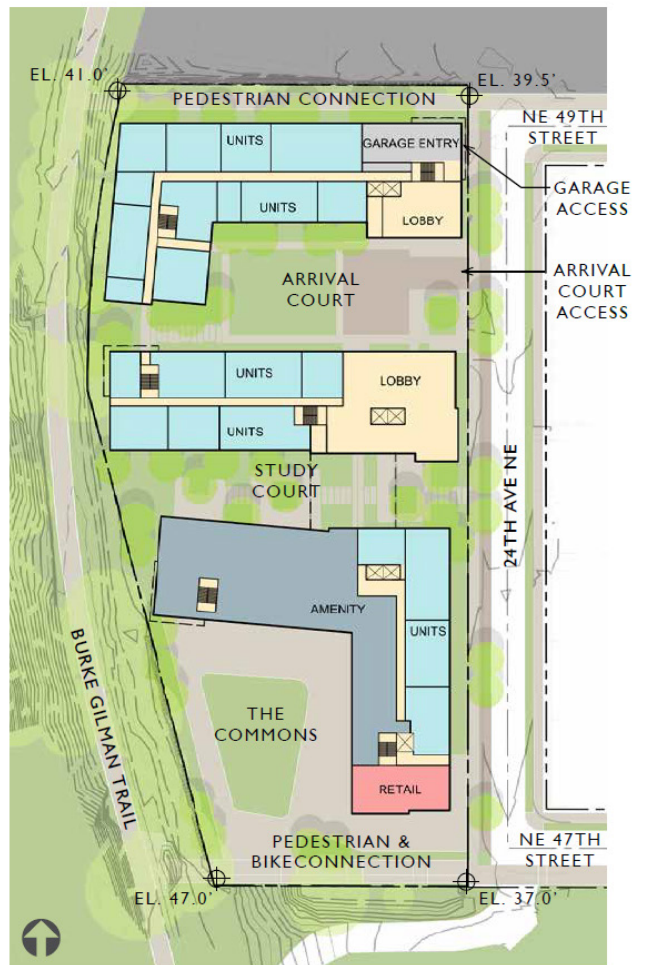 EL. 41.0'
EL. 39.5'
PEDESTRIAN CONNECTION
NE 49TH
STREET
UNITS
GARAGE ENTRY
GARAGE
ACCESS
UNITS
LOBBY
ARRIVAL
COURT
ARRIVAL
COURT
ACCESS
UNITS
LOBBY
UNITS
STUDY
COURT
24TH AVE NE
AMENITY
UNITS
BURKE GILMAN TRAIL
THE
COMMONS
RETAIL
PEDESTRIAN &
BIKECONNECTION
NE 47TH
STREET
EL. 47.0'
EL. 37.0'